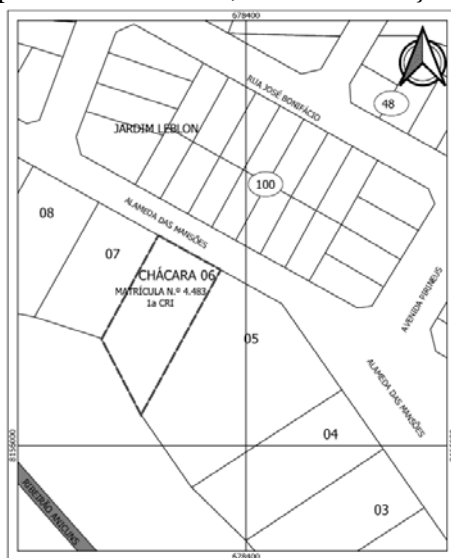 678400
RUA JOSÉ BONIFÁCIO
48
JARDIM LEBLON
100
ALAMEDA DAS MANSÕES
08
07
CHÁCARA 06
MATRÍCULA N.º 4.483
1a CRI
AVENIDA PIRINEUS
05
ALAMEDA DAS MANSÕES
04
8156000
03
RIBEIRÃO ANICUNS
678400